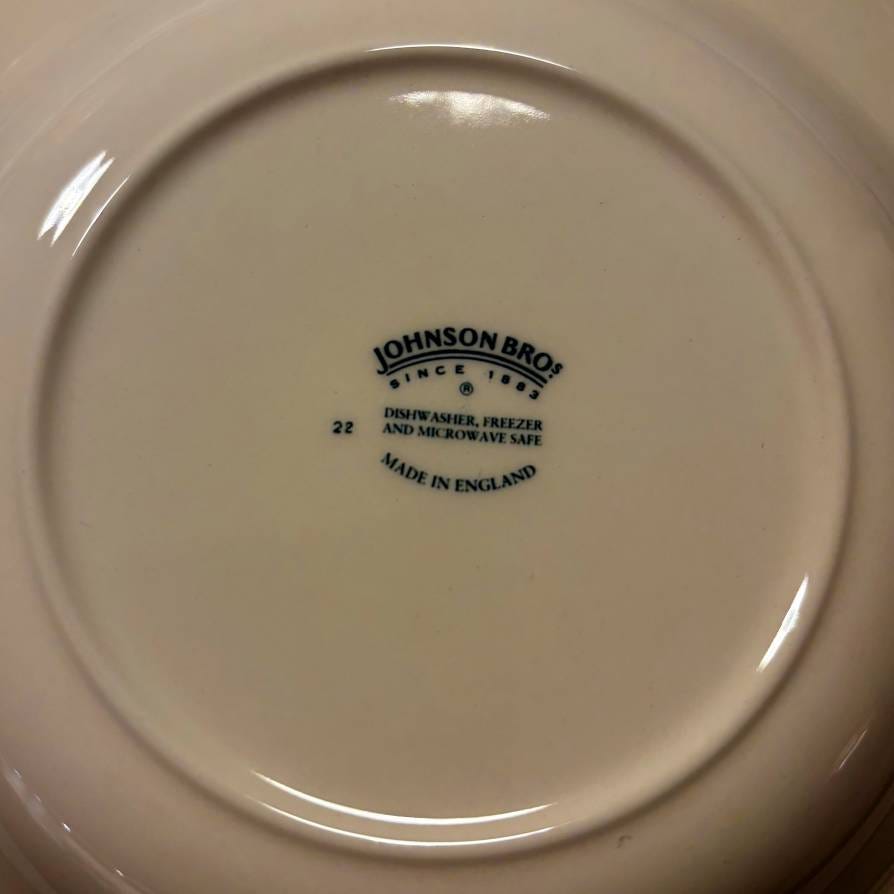 JOHNSON BROS.
SINCE 1883
®
DISHWASHER, FREEZER
22 AND MICROWAVE SAFE
MADE IN ENGLAND